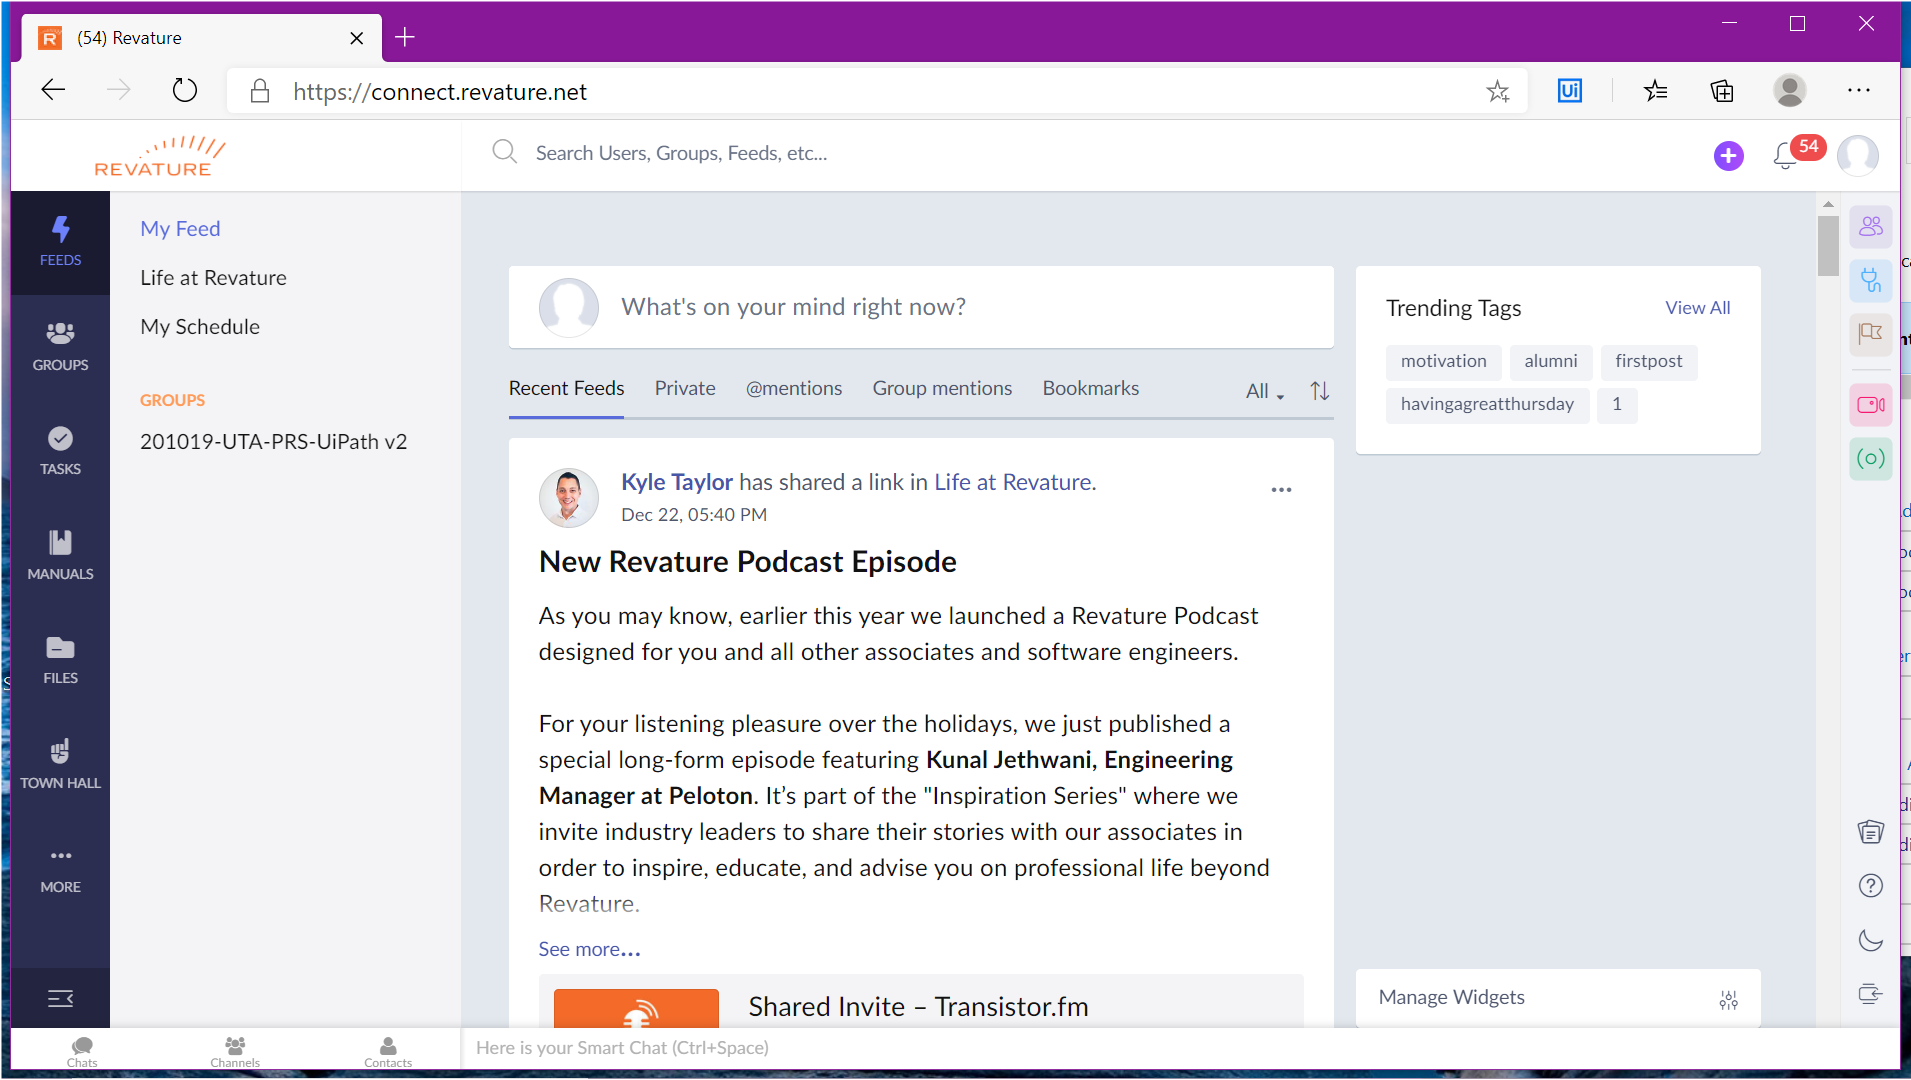 (54) Revature
https://connect.revature.net
Ui
REVATURE
Search Users, Groups, Feeds, etc...
54
FEEDS
GROUPS
TASKS
MANUALS
FILES
TOWN HALL
MORE
My Feed
Life at Revature
My Schedule
GROUPS
201019-UTA-PRS-UiPath v2
What's on your mind right now?
Recent Feeds Private @mentions Group mentions Bookmarks All
Kyle Taylor has shared a link in Life at Revature.
Dec 22, 05:40 PM
New Revature Podcast Episode
As you may know, earlier this year we launched a Revature Podcast
designed for you and all other associates and software engineers.
For your listening pleasure over the holidays, we just published a
special long-form episode featuring Kunal Jethwani, Engineering
Manager at Peloton. It’s part of the "Inspiration Series" where we
invite industry leaders to share their stories with our associates in
order to inspire, educate, and advise you on professional life beyond
Revature.
See more...
Shared Invite – Transistor.fm
Trending Tags View All
motivation alumni firstpost
havingagreatthursday 1
Manage Widgets
Chats Channels Contacts
Here is your Smart Chat (Ctrl+Space)